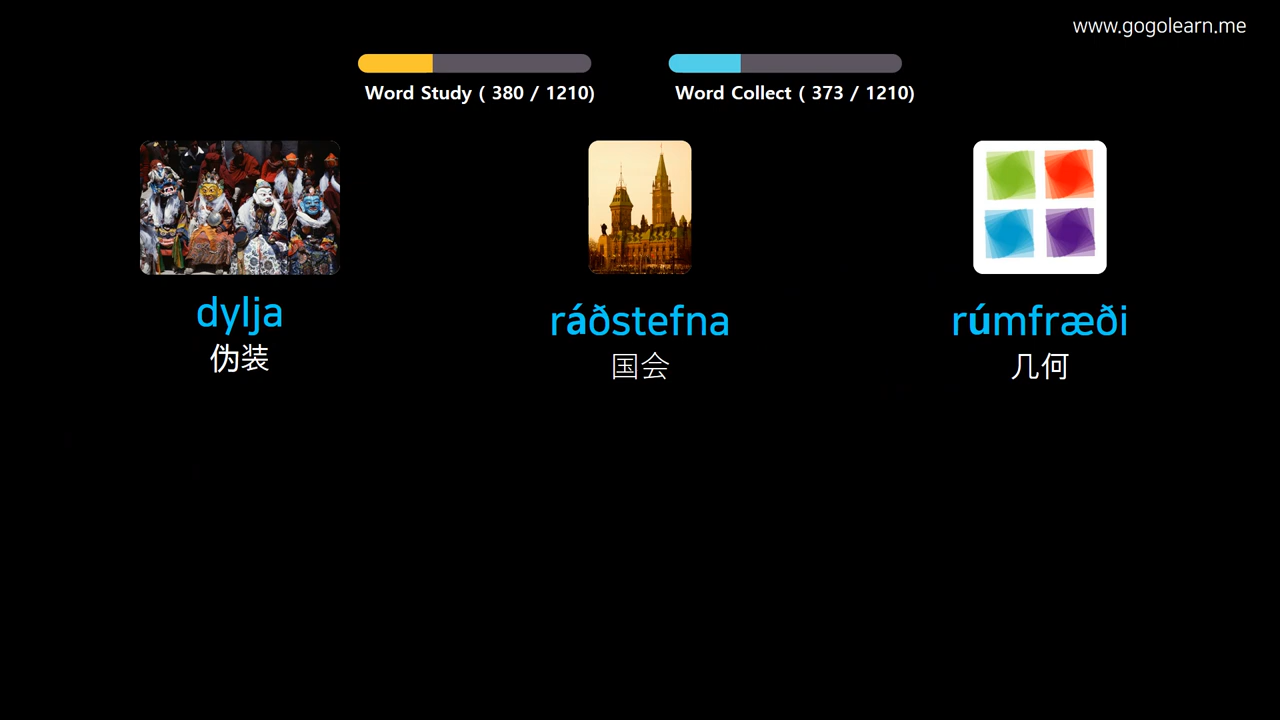 www.gogolearn.me
Word Study ( 380 / 1210)
Word Collect ( 373 / 1210)
dylja
伪装
ráðstefna
国会
rúmfræði
几何